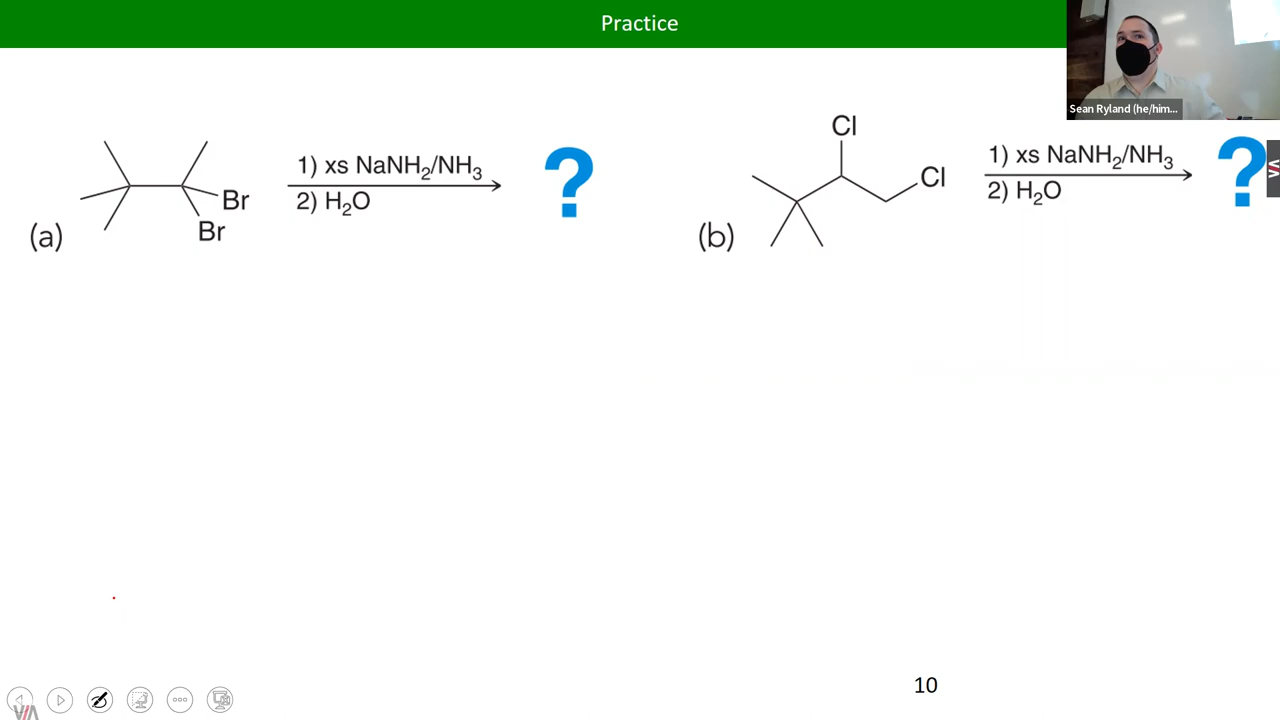 Practice
Sean Ryland (he/him...
1) xs NaNH₂/NH₃
2) H₂O
?
Br
Br
(a)
Cl
Cl
1) xs NaNH₂/NH₃
2) H₂O
?
(b)
10